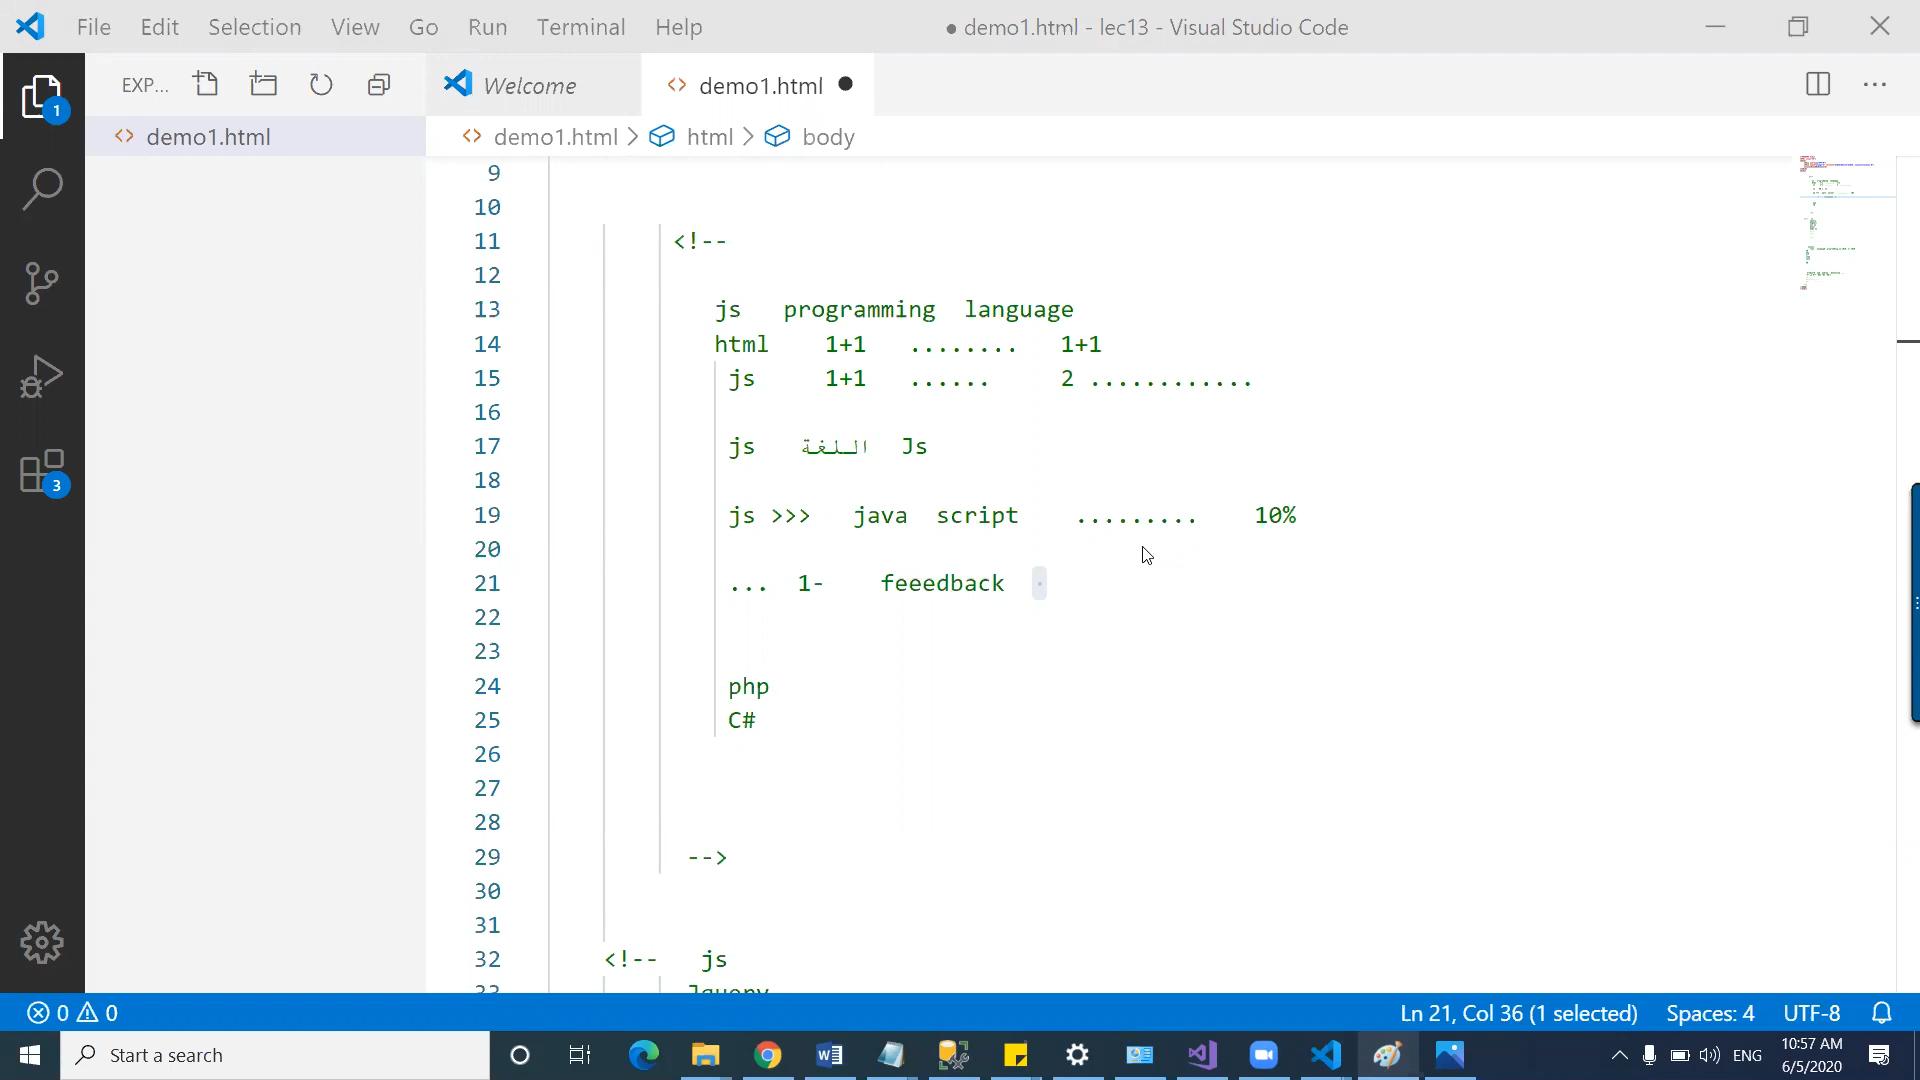 File Edit Selection View Go Run Terminal Help ● demo1.html - lec13 - Visual Studio Code
EXP... Welcome demo1.html ●
demo1.html
demo1.html > html > body
9
10
11 <!--
12
13 js programming language
14 html 1+1 ........ 1+1
15 js 1+1 ...... 2 ............
16
17 js اللغة Js
18
19 js >>> java script ......... 10%
20
21 ... 1- feeedback
22
23
24 php
25 C#
26
27
28
29 -->
30
31
32 <!-- js
33 Jquery
1
3
0 0 Ln 21, Col 36 (1 selected) Spaces: 4 UTF-8
Start a search ENG 10:57 AM
6/5/2020